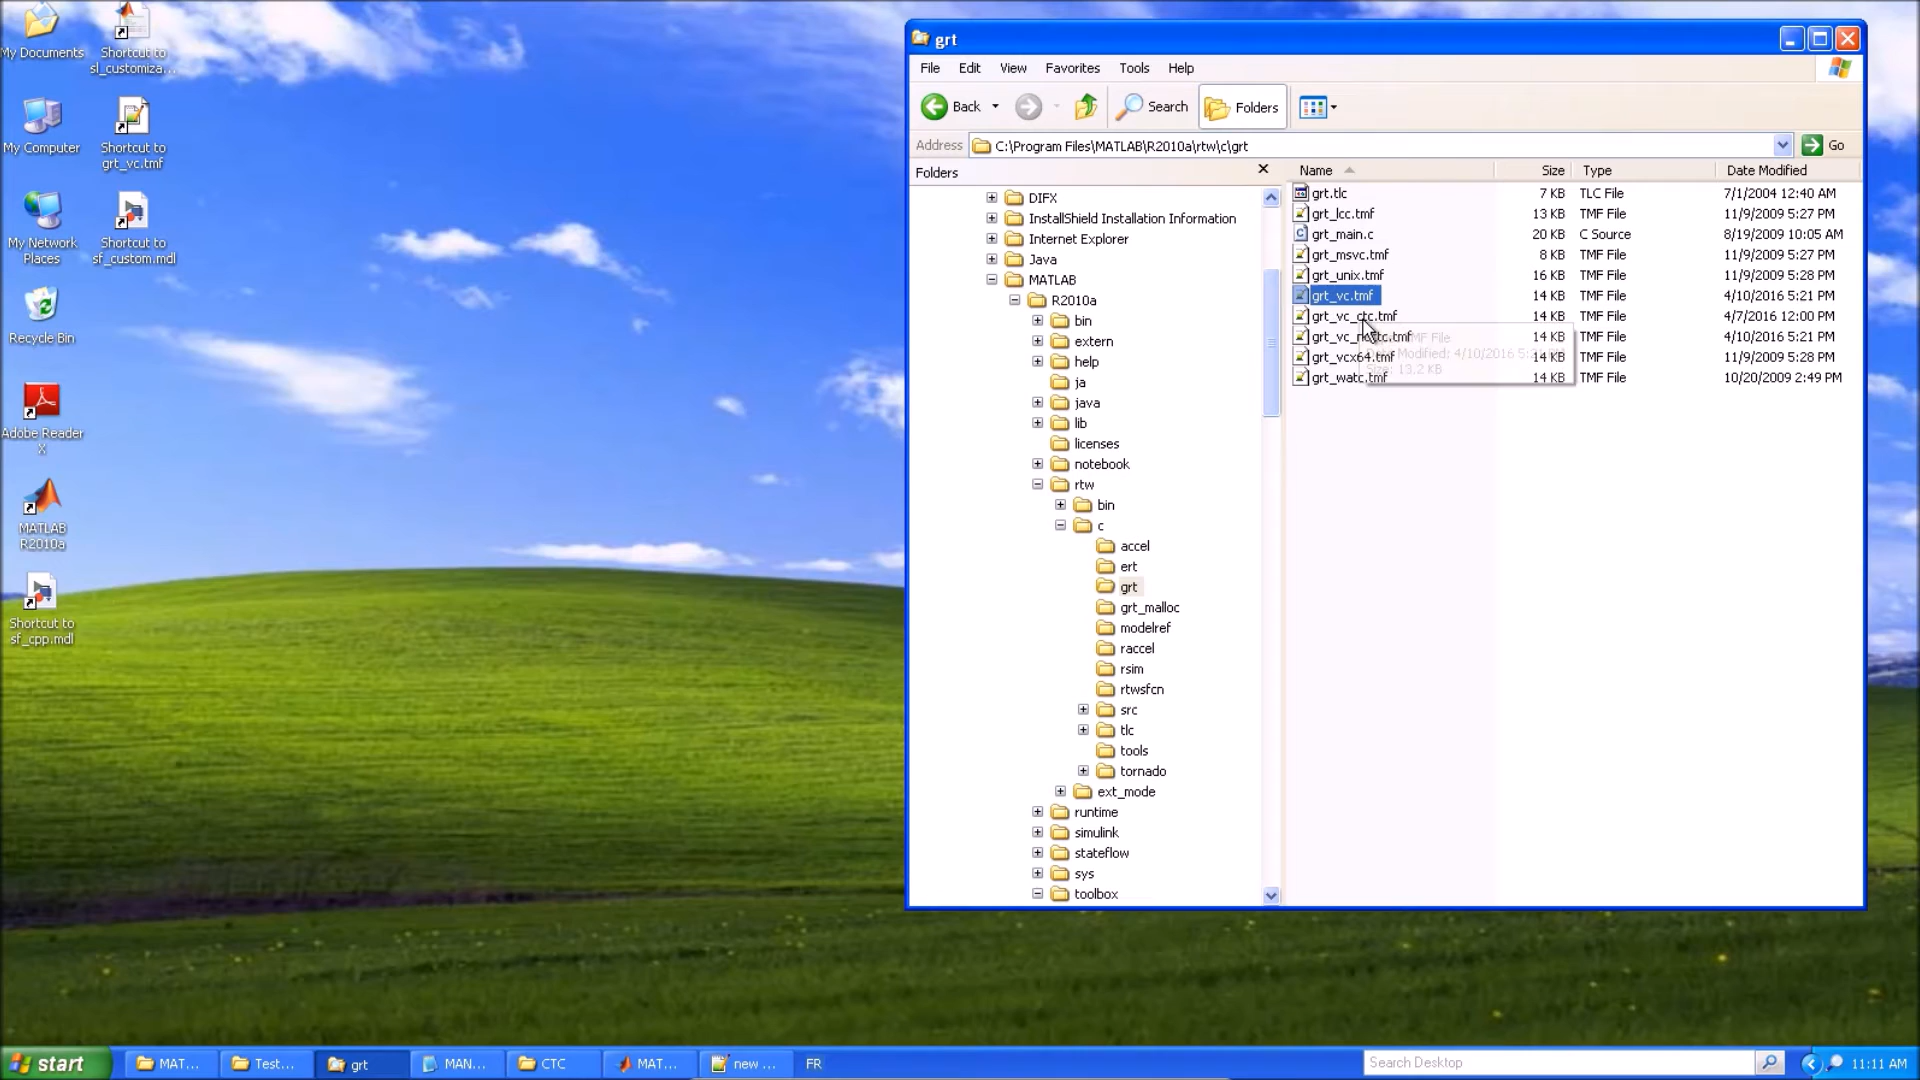 My Documents
Shortcut to
sl_customiza...
My Computer
Shortcut to
grt_vc.tmf
My Network
Places
Shortcut to
sf_custom.mdl
Recycle Bin
Adobe Reader
X
MATLAB
R2010a
Shortcut to
sf_cpp.mdl
grt
File Edit View Favorites Tools Help
Back Search Folders
Address C:\Program Files\MATLAB\R2010a\rtw\c\grt Go
Folders
DIFX
InstallShield Installation Information
Internet Explorer
Java
MATLAB
R2010a
bin
extern
help
ja
java
lib
licenses
notebook
rtw
bin
c
accel
ert
grt
grt_malloc
modelref
raccel
rsim
rtwsfcn
src
tlc
tools
tornado
ext_mode
runtime
simulink
stateflow
sys
toolbox
Name Size Type Date Modified
grt.tlc 7 KB TLC File 7/1/2004 12:40 AM
grt_lcc.tmf 13 KB TMF File 11/9/2009 5:27 PM
grt_main.c 20 KB C Source 8/19/2009 10:05 AM
grt_msvc.tmf 8 KB TMF File 11/9/2009 5:27 PM
grt_unix.tmf 16 KB TMF File 11/9/2009 5:28 PM
grt_vc.tmf 14 KB TMF File 4/10/2016 5:21 PM
grt_vc_ctc.tmf 14 KB TMF File 4/7/2016 12:00 PM
14 KB TMF File 4/10/2016 5:21 PM
grt_vcx64.tmf 14 KB TMF File 11/9/2009 5:28 PM
grt_watc.tmf 14 KB TMF File 10/20/2009 2:49 PM
File
Modified: 4/10/2016
Size: 13.2 KB
start MAT... Test... grt MAN... CTC MAT... new ... FR Search Desktop 11:11 AM